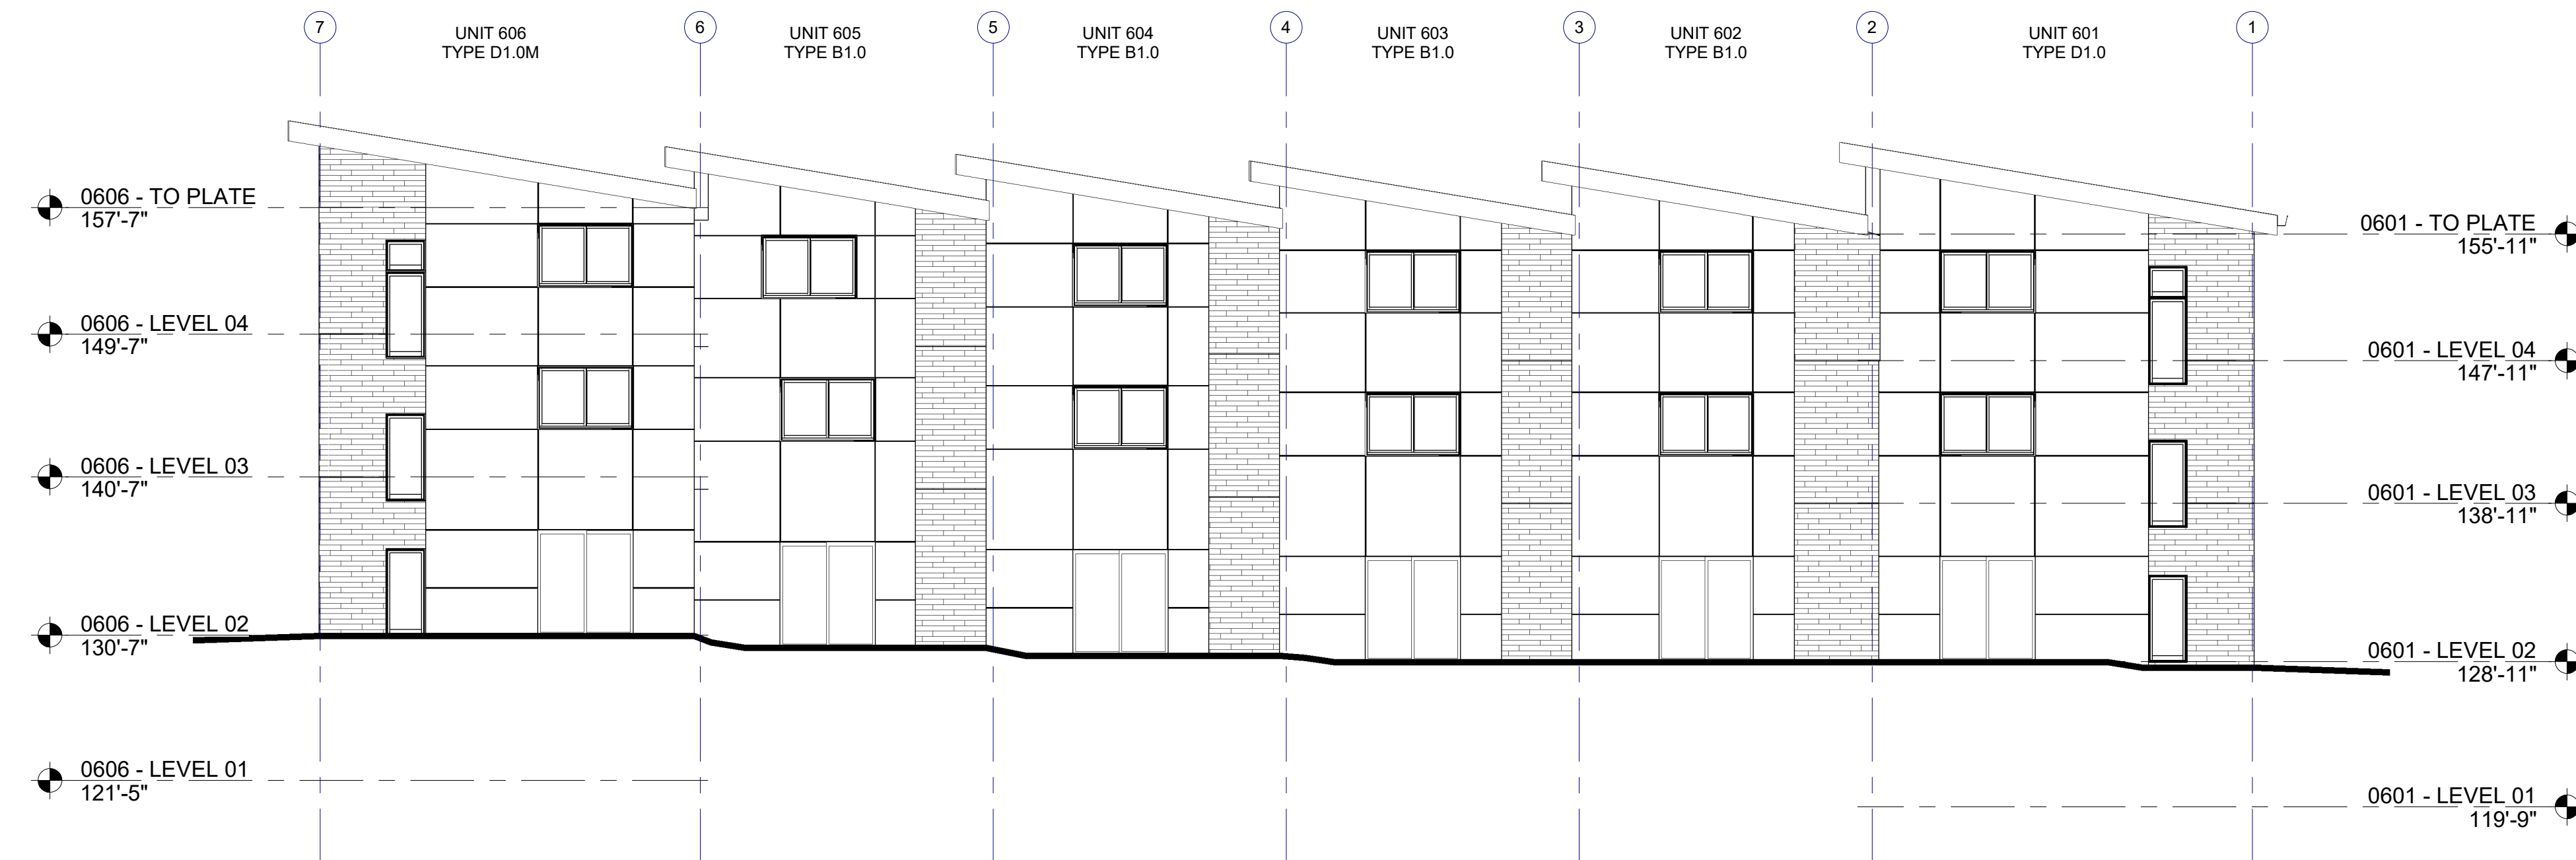 7
UNIT 606
TYPE D1.0M
6
UNIT 605
TYPE B1.0
5
UNIT 604
TYPE B1.0
4
UNIT 603
TYPE B1.0
3
UNIT 602
TYPE B1.0
2
UNIT 601
TYPE D1.0
1
0606 - TO PLATE
157'-7"
0606 - LEVEL 04
149'-7"
0606 - LEVEL 03
140'-7"
0606 - LEVEL 02
130'-7"
0606 - LEVEL 01
121'-5"
0601 - TO PLATE
155'-11"
0601 - LEVEL 04
147'-11"
0601 - LEVEL 03
138'-11"
0601 - LEVEL 02
128'-11"
0601 - LEVEL 01
119'-9"